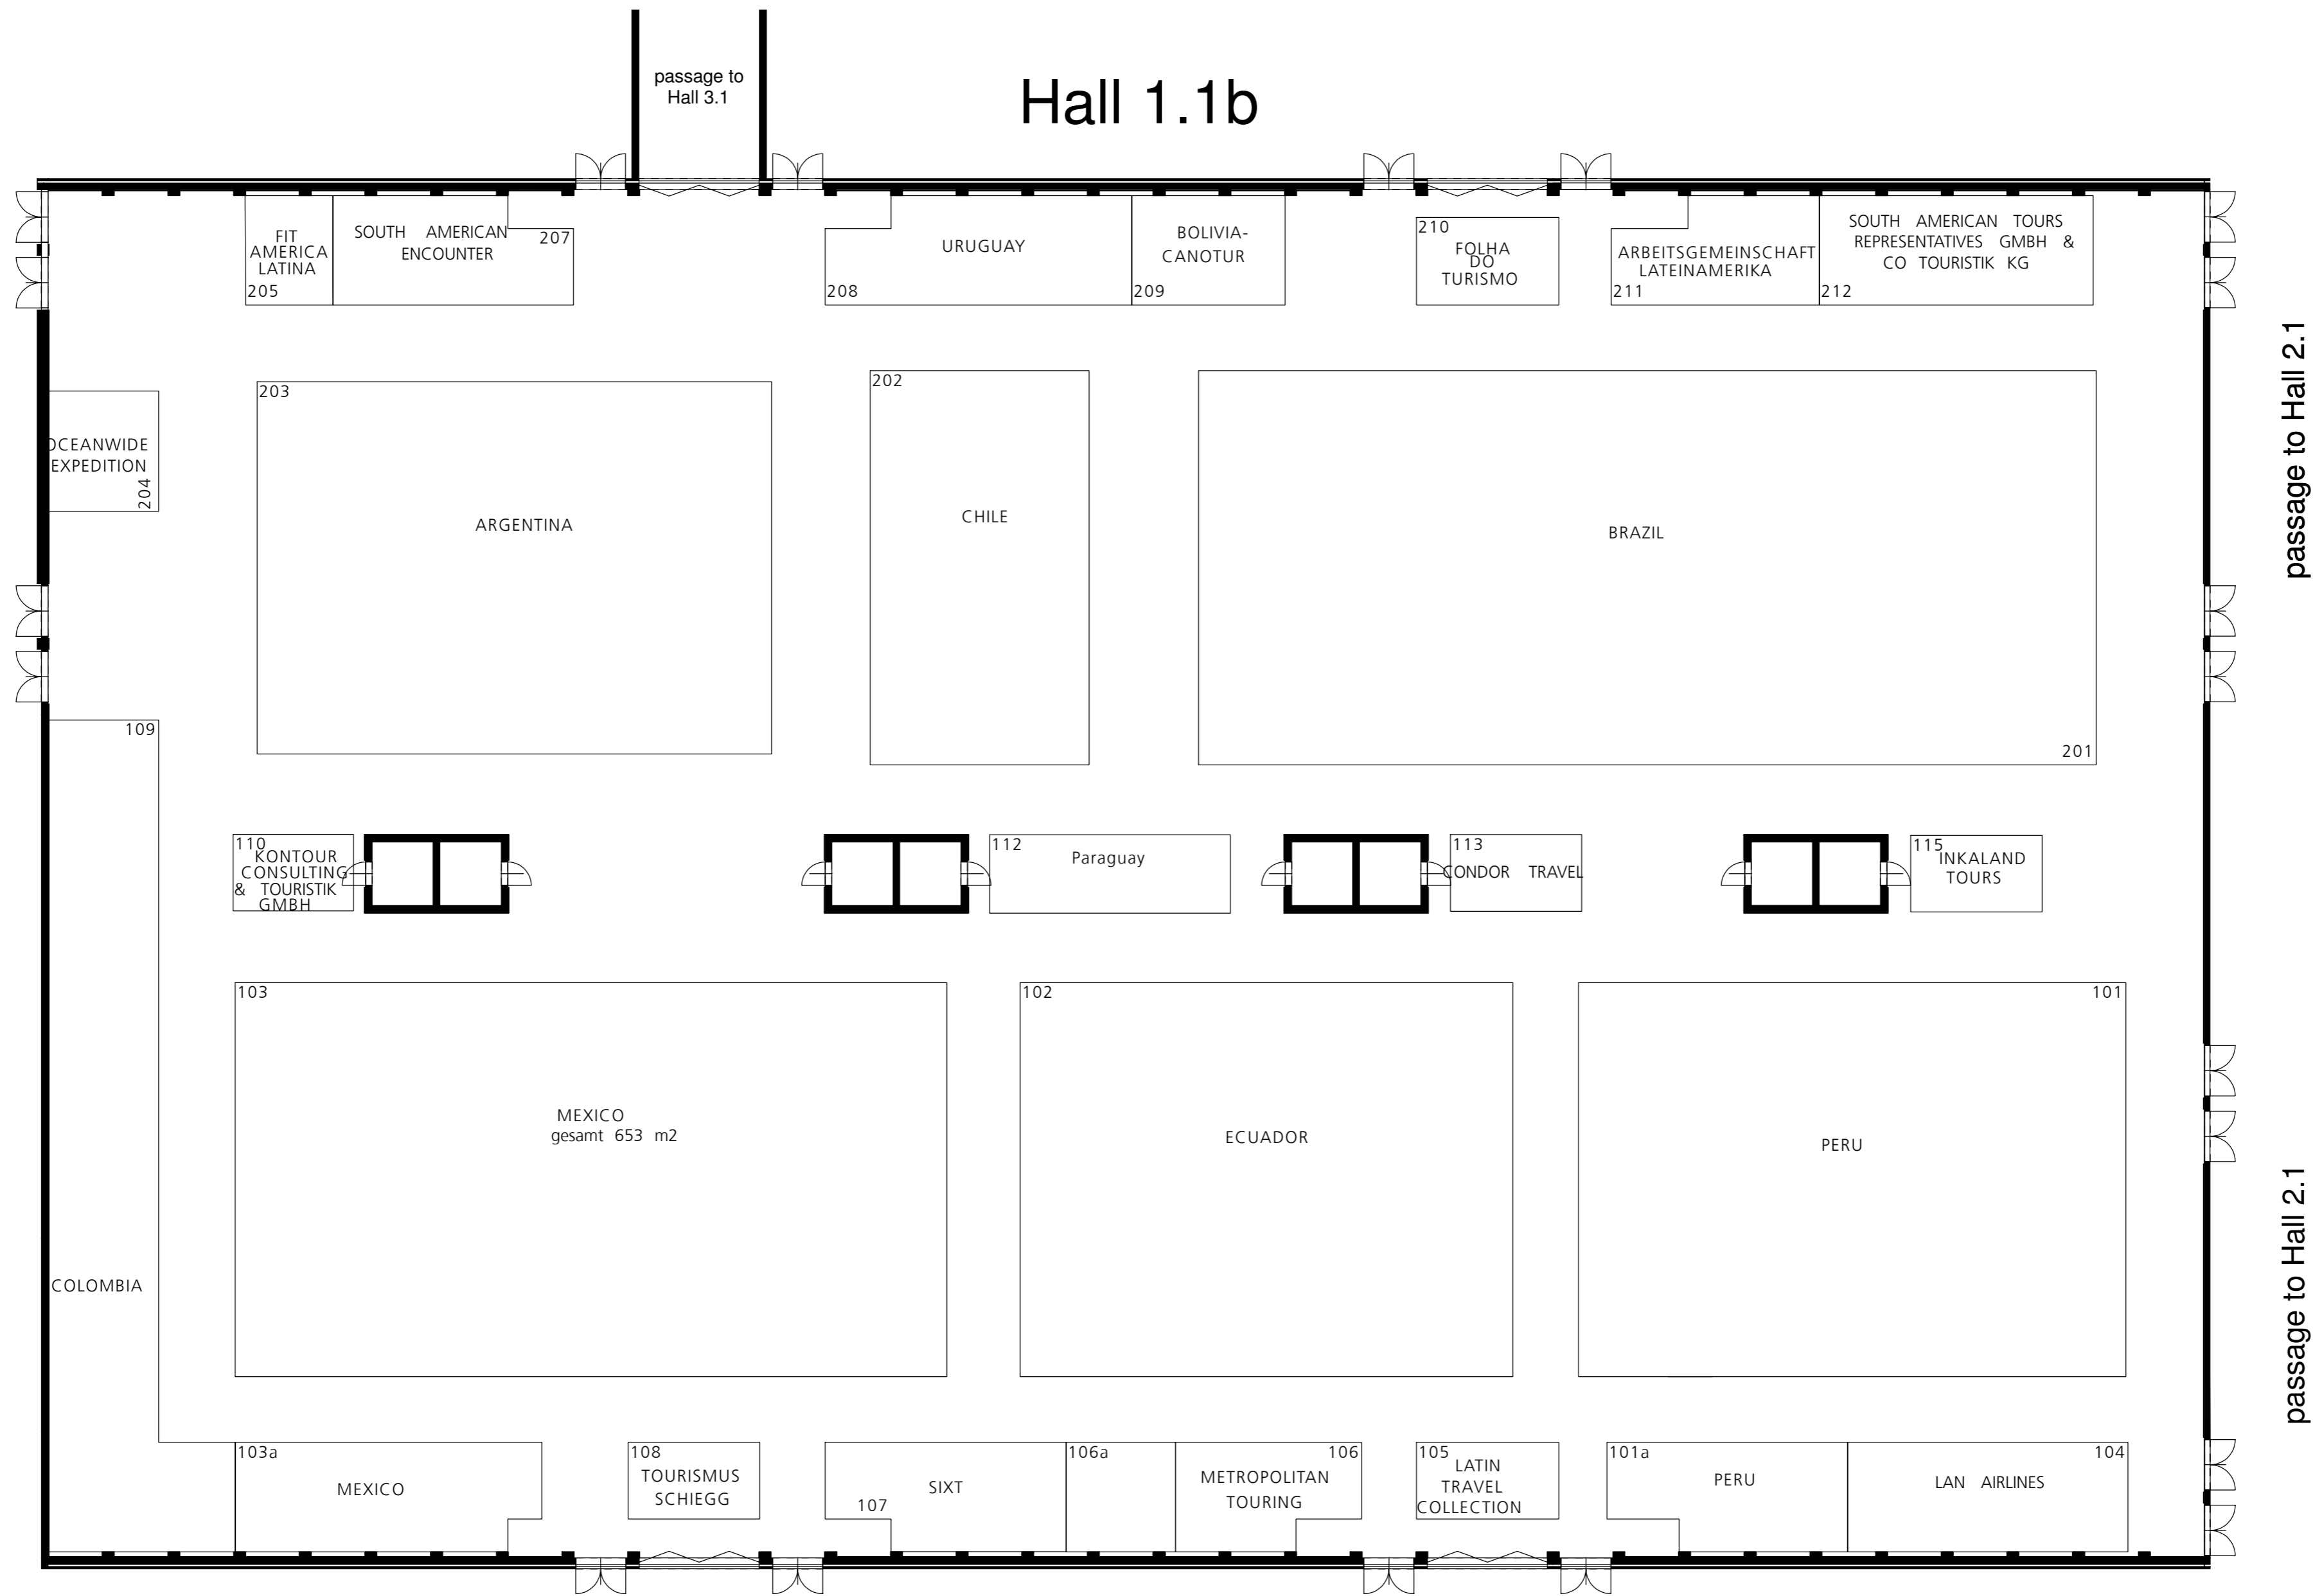 passage to
Hall 3.1
Hall 1.1b
FIT
AMERICA
LATINA
205
SOUTH AMERICAN
ENCOUNTER
207
URUGUAY
208
BOLIVIA-
CANOTUR
209
210
FOLHA
DO
TURISMO
ARBEITSGEMEINSCHAFT
LATEINAMERIKA
211
SOUTH AMERICAN TOURS
REPRESENTATIVES GMBH &
CO TOURISTIK KG
212
passage to Hall 2.1
OCEANWIDE
EXPEDITION
204
203
ARGENTINA
202
CHILE
BRAZIL
201
109
COLOMBIA
110
KONTOUR
CONSULTING
& TOURISTIK
GMBH
112
Paraguay
113
CONDOR TRAVEL
115
INKALAND
TOURS
103
MEXICO
gesamt 653 m2
102
ECUADOR
101
PERU
passage to Hall 2.1
103a
MEXICO
108
TOURISMUS
SCHIEGG
SIXT
107
106a
106
METROPOLITAN
TOURING
105
LATIN
TRAVEL
COLLECTION
101a
PERU
104
LAN AIRLINES